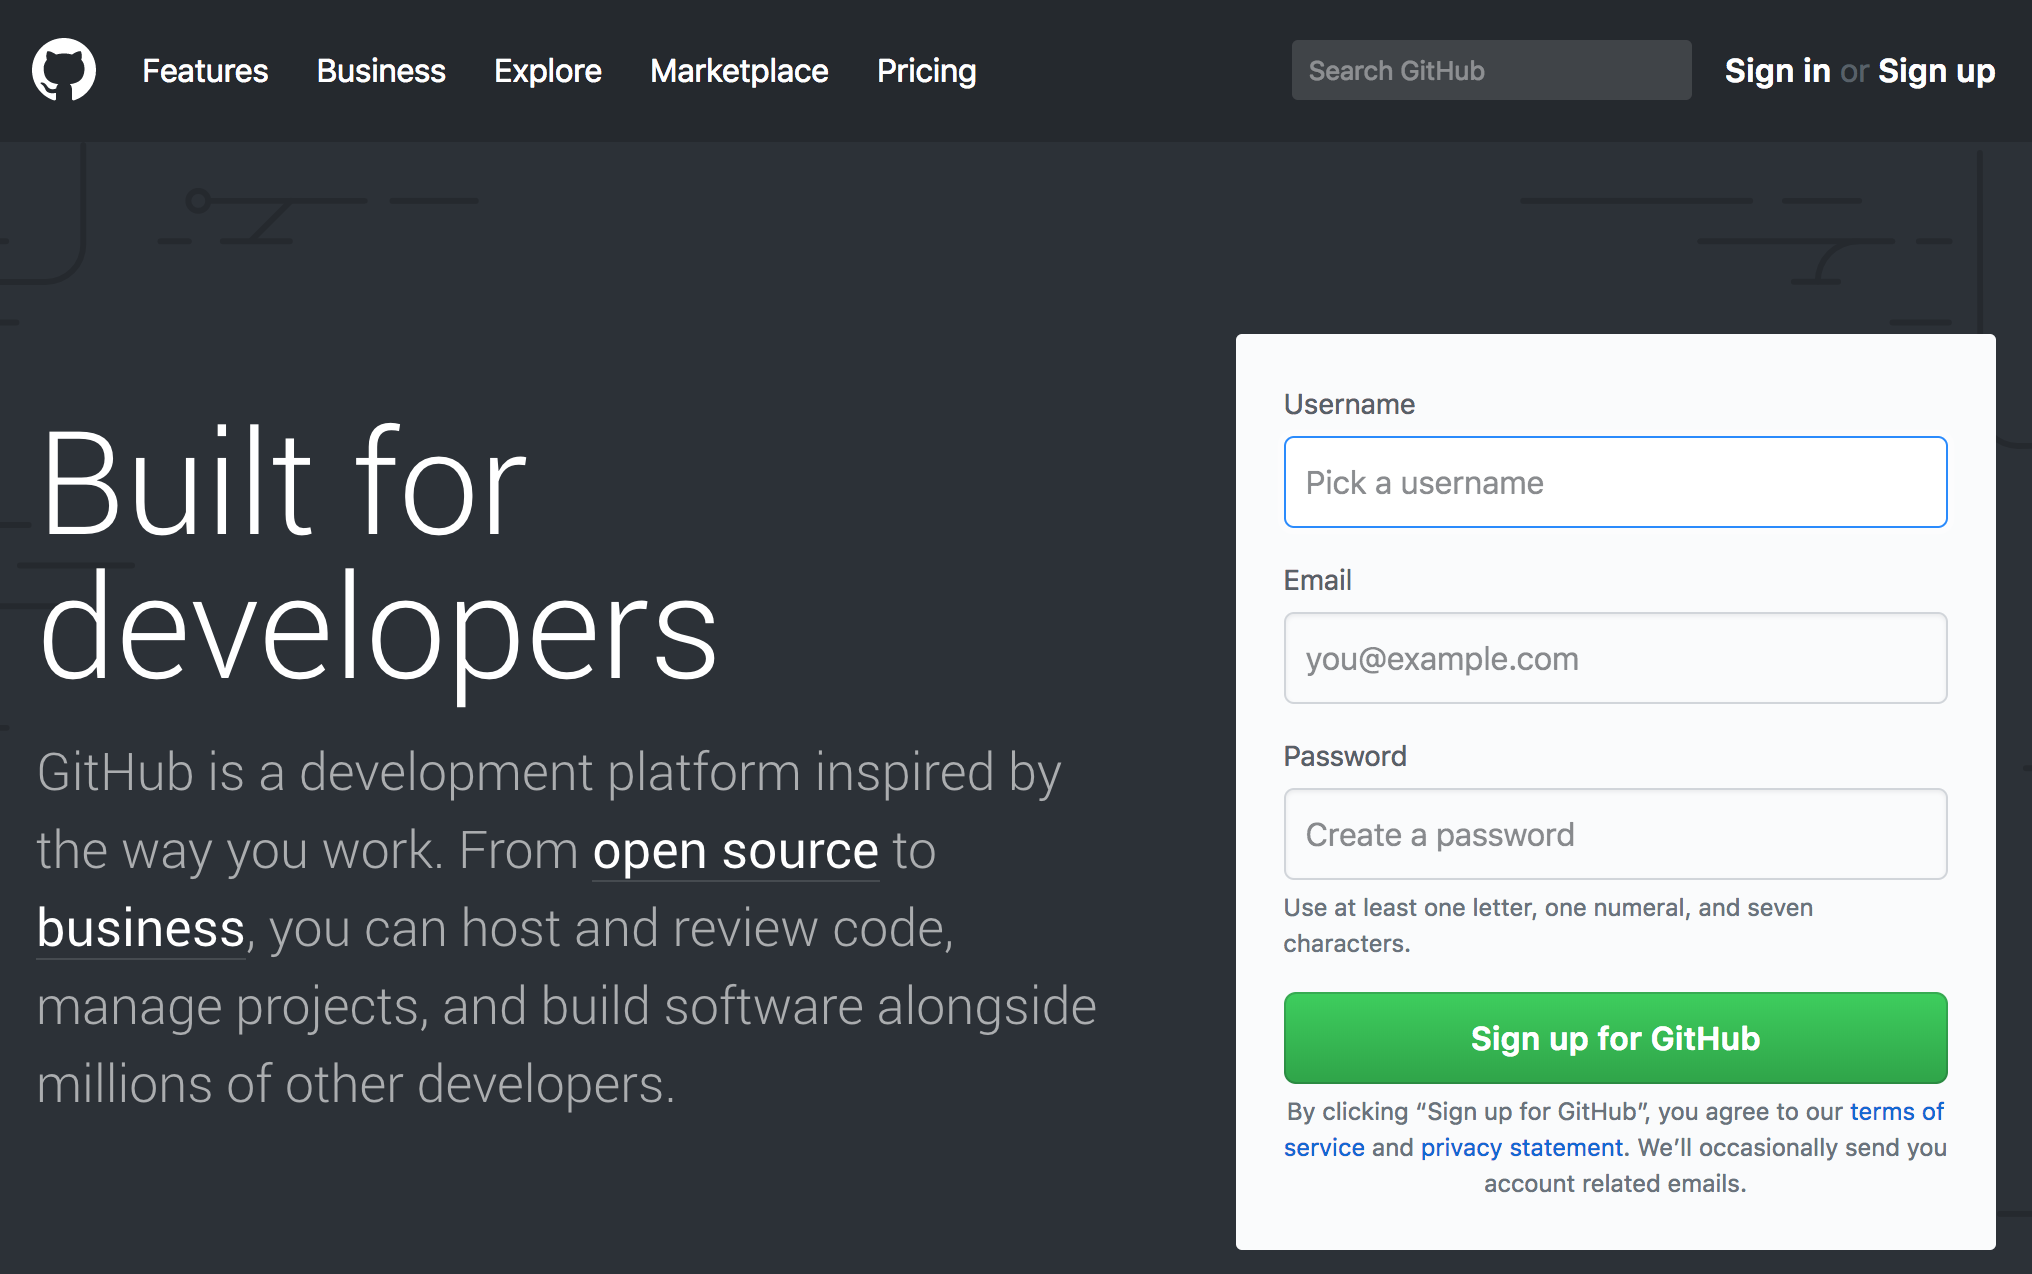 Features Business Explore Marketplace Pricing Search GitHub Sign in or Sign up
Built for
developers
GitHub is a development platform inspired by
the way you work. From open source to
business, you can host and review code,
manage projects, and build software alongside
millions of other developers.
Username
Pick a username
Email
you@example.com
Password
Create a password
Use at least one letter, one numeral, and seven
characters.
Sign up for GitHub
By clicking “Sign up for GitHub”, you agree to our terms of
service and privacy statement. We’ll occasionally send you
account related emails.